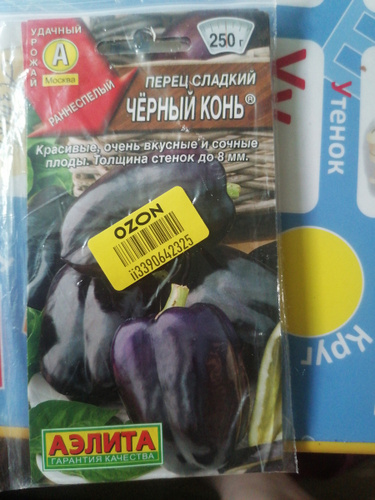 УДАЧНЫЙ УРОЖАЙ
А
Москва
РАННЕСПЕЛЫЙ
250 г
ПЕРЕЦ СЛАДКИЙ
ЧЁРНЫЙ КОНЬ®
Красивые, очень вкусные и сочные
плоды. Толщина стенок до 8 мм.
OZON
ii3390642325
АЭЛИТА
ГАРАНТИЯ КАЧЕСТВА
утенок
Круг